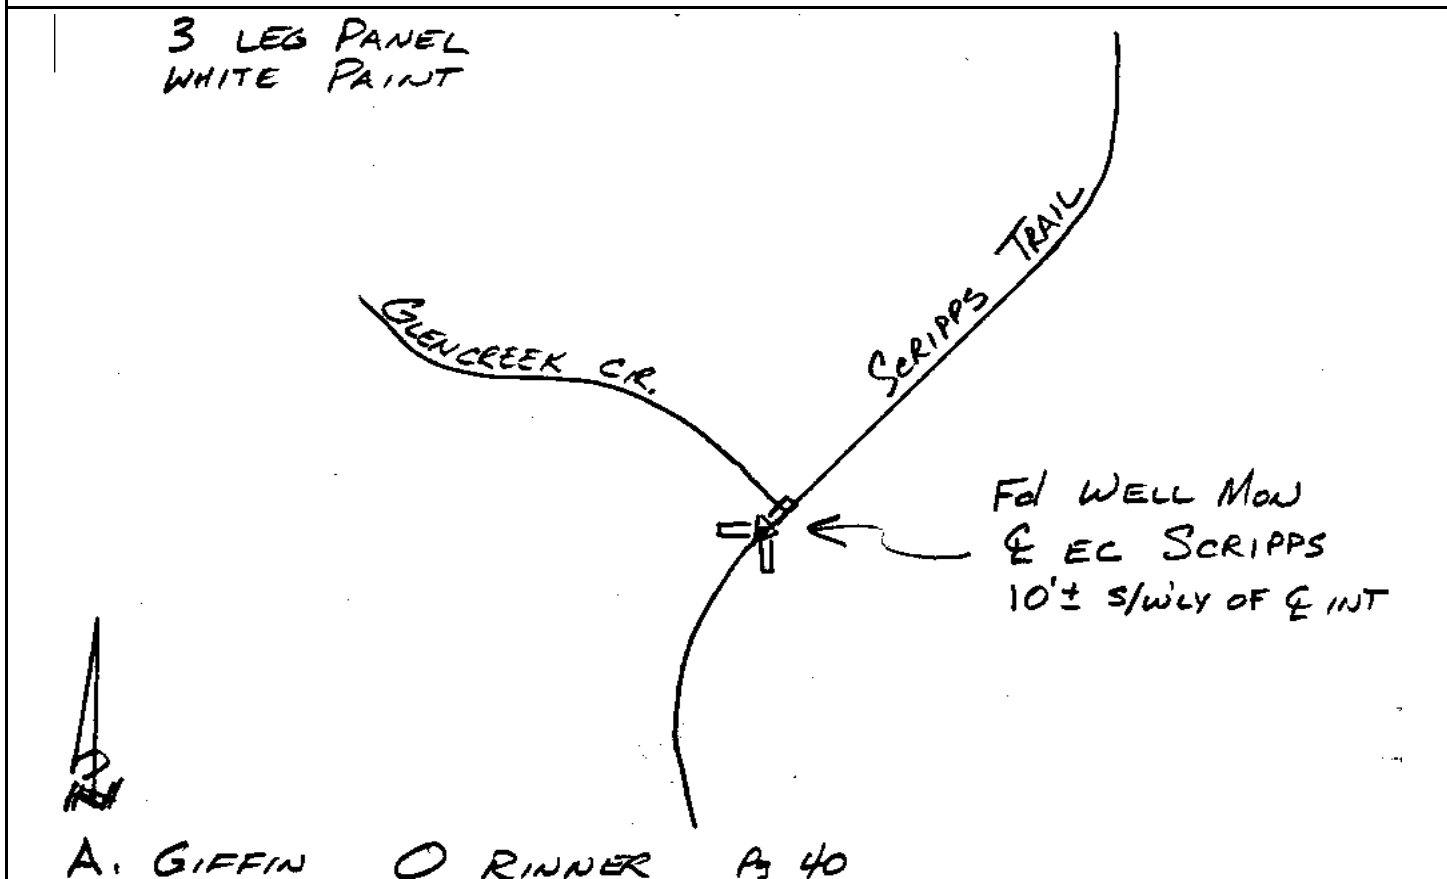 3 LEG PANEL
WHITE PAINT
SCRIPPS TRAIL
GLENCREEK CR.
Fd WELL MON
℄ EC SCRIPPS
10'± S/W'LY OF ℄ INT
N
A. GIFFIN O RINNER Pg 40